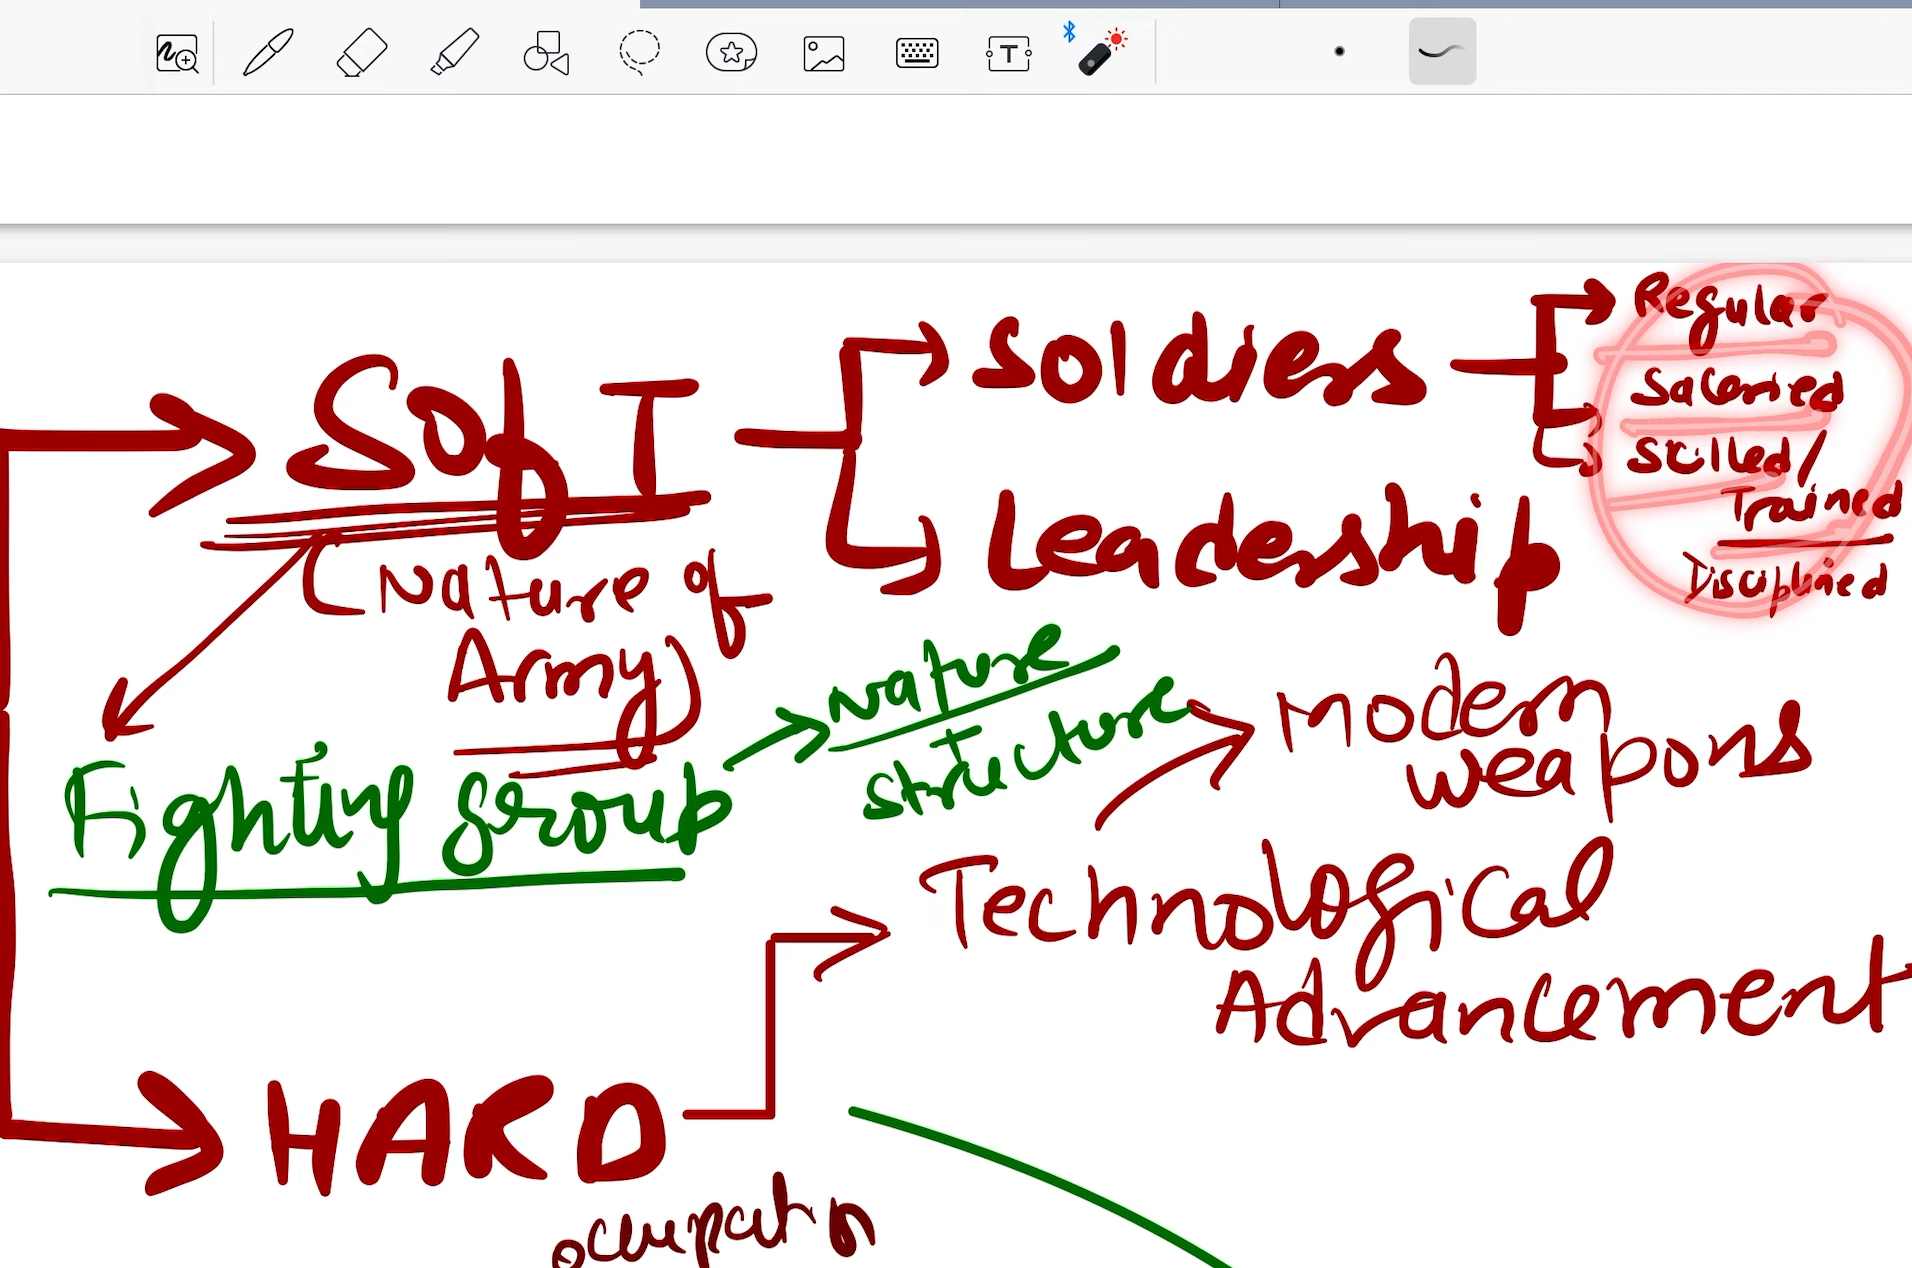 Regular
Soldiers
Salaried
SofT
Skilled/
Trained
Leadership
Disciplined
(Nature of
Army)
Nature
structure
Modern
weapons
Fighting group
Technological
Advancement
HARD
occupation